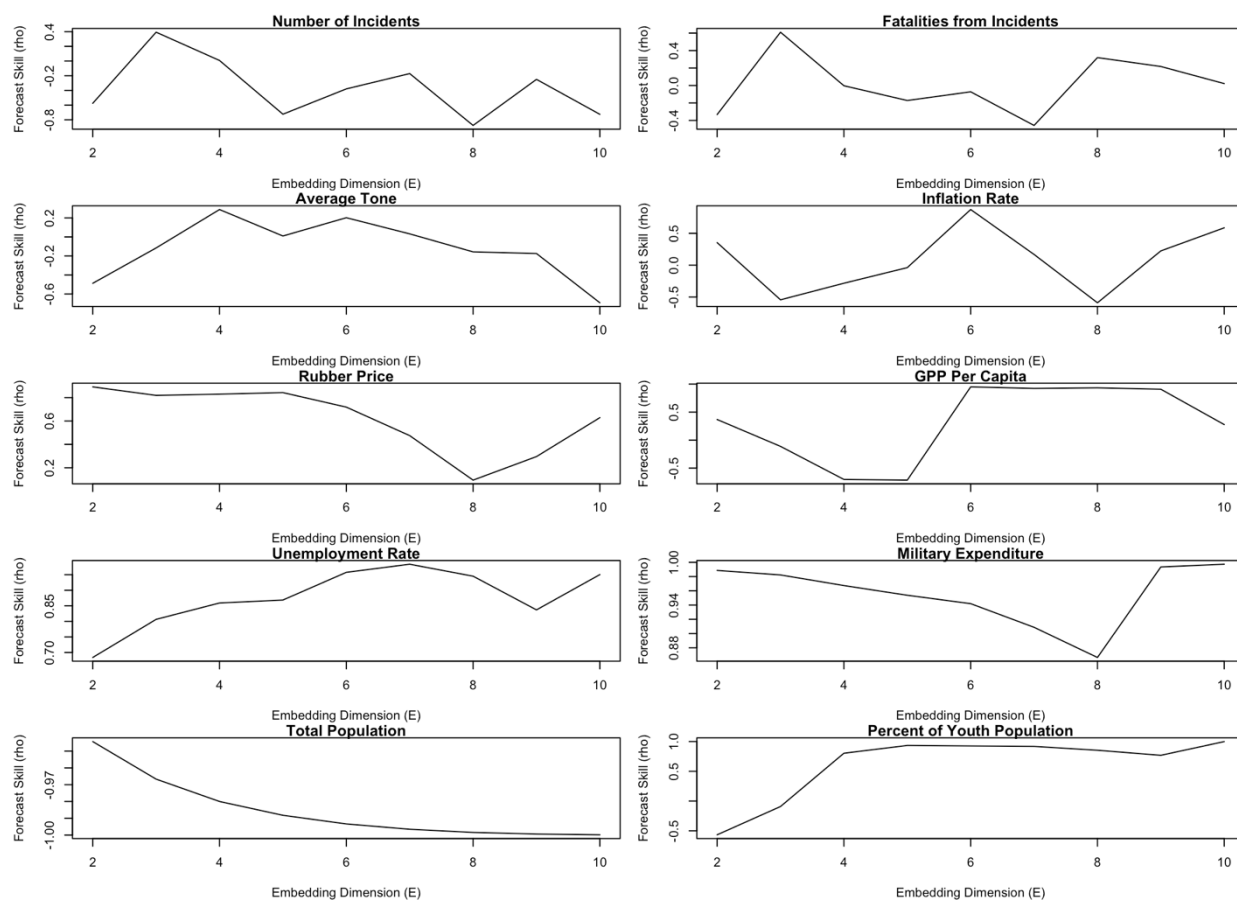 Number of Incidents
Forecast Skill (rho)
0.4
-0.2
-0.8
2 4 6 8 10
Embedding Dimension (E)
Fatalities from Incidents
Forecast Skill (rho)
0.4
0.0
-0.4
2 4 6 8 10
Embedding Dimension (E)
Average Tone
Forecast Skill (rho)
0.2
-0.2
-0.6
2 4 6 8 10
Embedding Dimension (E)
Inflation Rate
Forecast Skill (rho)
0.5
0.0
-0.5
2 4 6 8 10
Embedding Dimension (E)
Rubber Price
Forecast Skill (rho)
0.6
0.2
2 4 6 8 10
Embedding Dimension (E)
GPP Per Capita
Forecast Skill (rho)
0.5
-0.5
2 4 6 8 10
Embedding Dimension (E)
Unemployment Rate
Forecast Skill (rho)
0.85
0.70
2 4 6 8 10
Embedding Dimension (E)
Military Expenditure
Forecast Skill (rho)
1.00
0.94
0.88
2 4 6 8 10
Embedding Dimension (E)
Total Population
Forecast Skill (rho)
-0.97
-1.00
2 4 6 8 10
Embedding Dimension (E)
Percent of Youth Population
Forecast Skill (rho)
1.0
0.5
-0.5
2 4 6 8 10
Embedding Dimension (E)